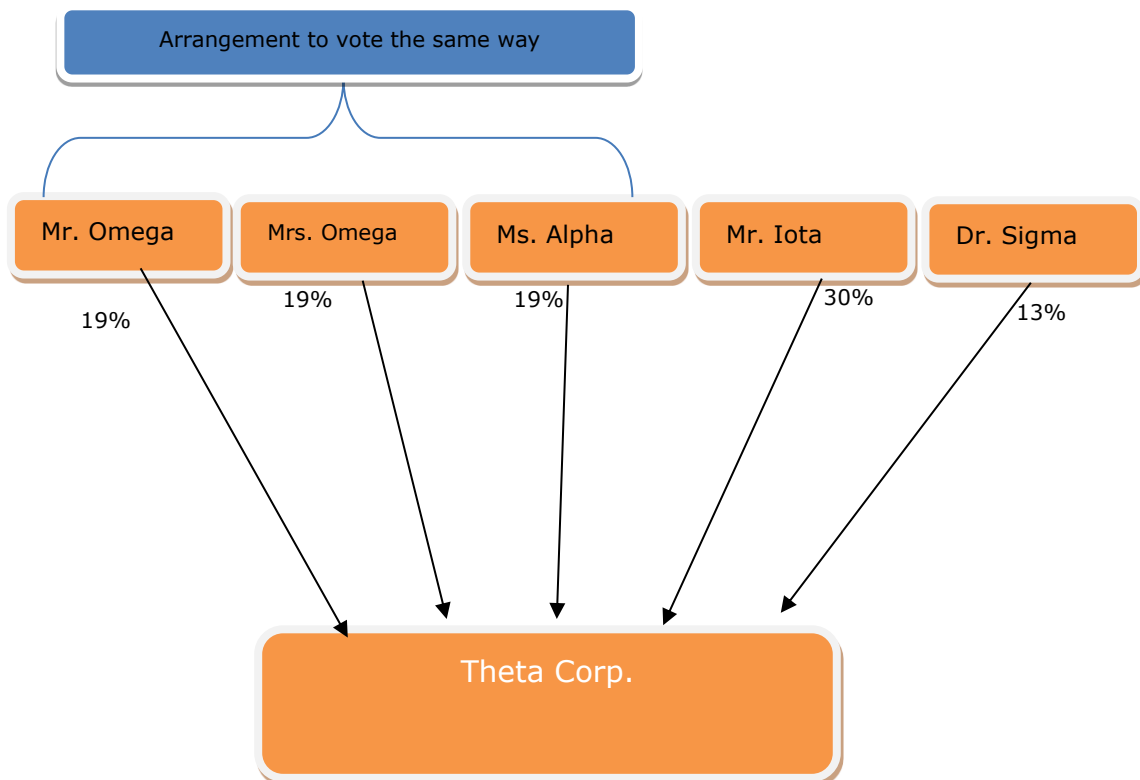 Arrangement to vote the same way
Mr. Omega
Mrs. Omega
Ms. Alpha
Mr. Iota
Dr. Sigma
19%
19%
19%
30%
13%
Theta Corp.